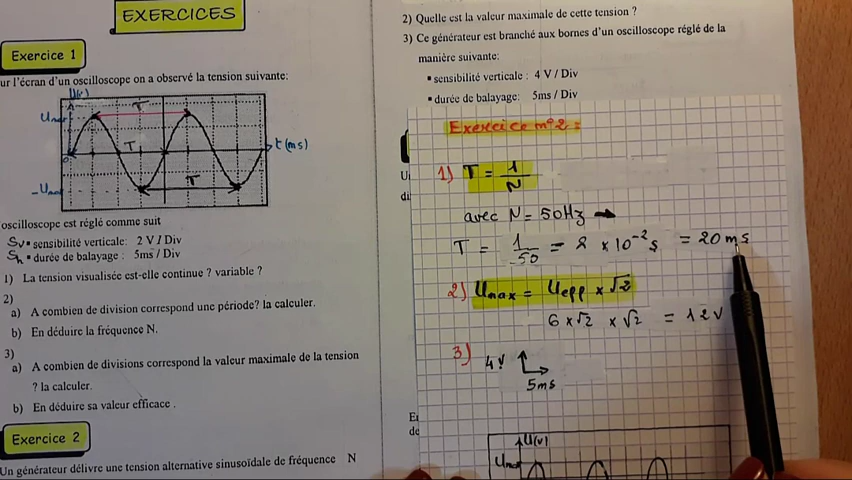 EXERCICES
Exercice 1
ur l'écran d'un oscilloscope on a observé la tension suivante:
T
T
t(ms)
T
oscilloscope est réglé comme suit
Sv sensibilité verticale: 2 V / Div
Sh durée de balayage : 5ms / Div
1) La tension visualisée est-elle continue ? variable ?
2)
a) A combien de division correspond une période? la calculer.
b) En déduire la fréquence N.
3)
a) A combien de divisions correspond la valeur maximale de la tension
? la calculer.
b) En déduire sa valeur efficace .
Exercice 2
Un générateur délivre une tension alternative sinusoïdale de fréquence N
2) Quelle est la valeur maximale de cette tension ?
3) Ce générateur est branché aux bornes d'un oscilloscope réglé de la
manière suivante:
sensibilité verticale : 4 V / Div
durée de balayage: 5ms / Div
Exercice n°2:
1) T = 1/N
avec N = 50Hz →
T = 1/50 = 2 × 10⁻² s = 20 ms
2) Umax = Ueff × √2
6 × √2 × √2 = 12V
3) 4V
5ms
U(v)